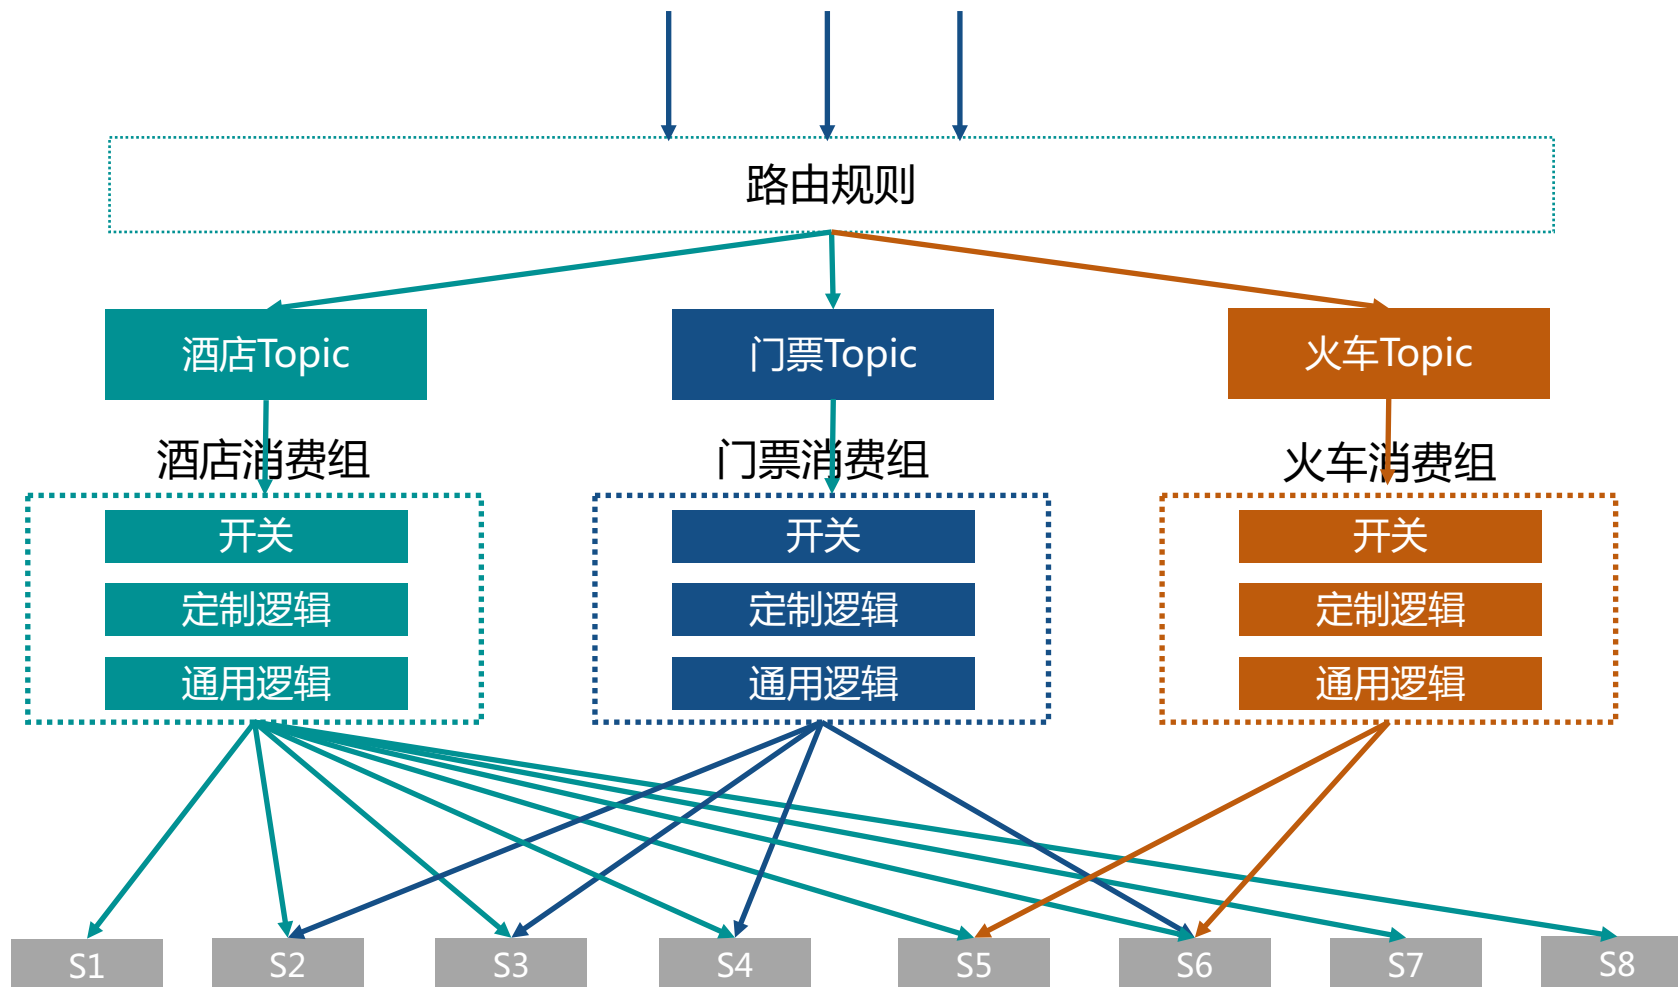 路由规则
酒店Topic
门票Topic
火车Topic
酒店消费组
门票消费组
火车消费组
开关
开关
开关
定制逻辑
定制逻辑
定制逻辑
通用逻辑
通用逻辑
通用逻辑
S1
S2
S3
S4
S5
S6
S7
S8